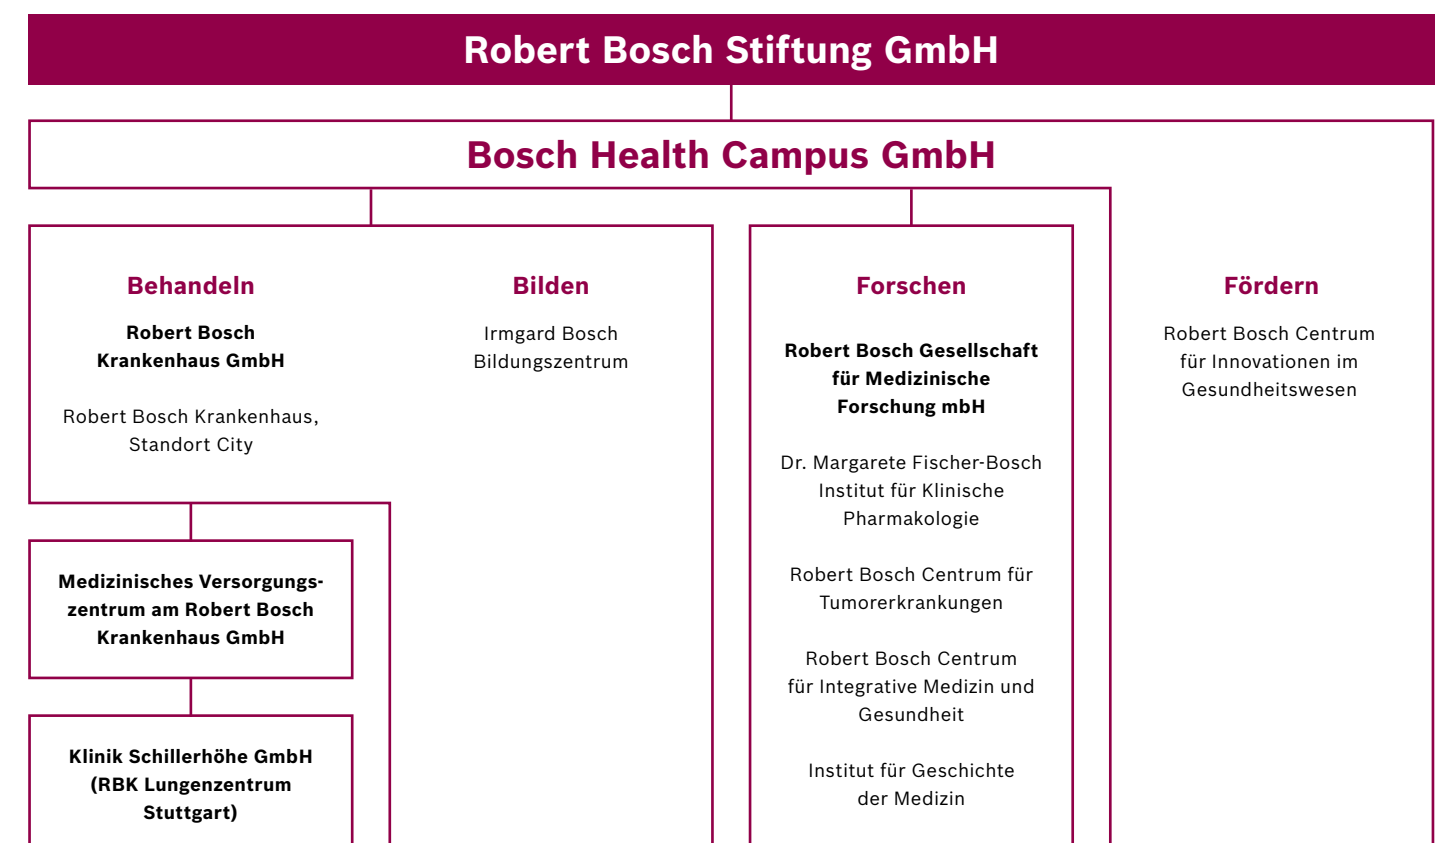 Robert Bosch Stiftung GmbH
Bosch Health Campus GmbH
Behandeln
Robert Bosch
Krankenhaus GmbH
Robert Bosch Krankenhaus,
Standort City
Medizinisches Versorgungs-
zentrum am Robert Bosch
Krankenhaus GmbH
Klinik Schillerhöhe GmbH
(RBK Lungenzentrum
Stuttgart)
Bilden
Irmgard Bosch
Bildungszentrum
Forschen
Robert Bosch Gesellschaft
für Medizinische
Forschung mbH
Dr. Margarete Fischer-Bosch
Institut für Klinische
Pharmakologie
Robert Bosch Centrum für
Tumorerkrankungen
Robert Bosch Centrum
für Integrative Medizin und
Gesundheit
Institut für Geschichte
der Medizin
Fördern
Robert Bosch Centrum
für Innovationen im
Gesundheitswesen